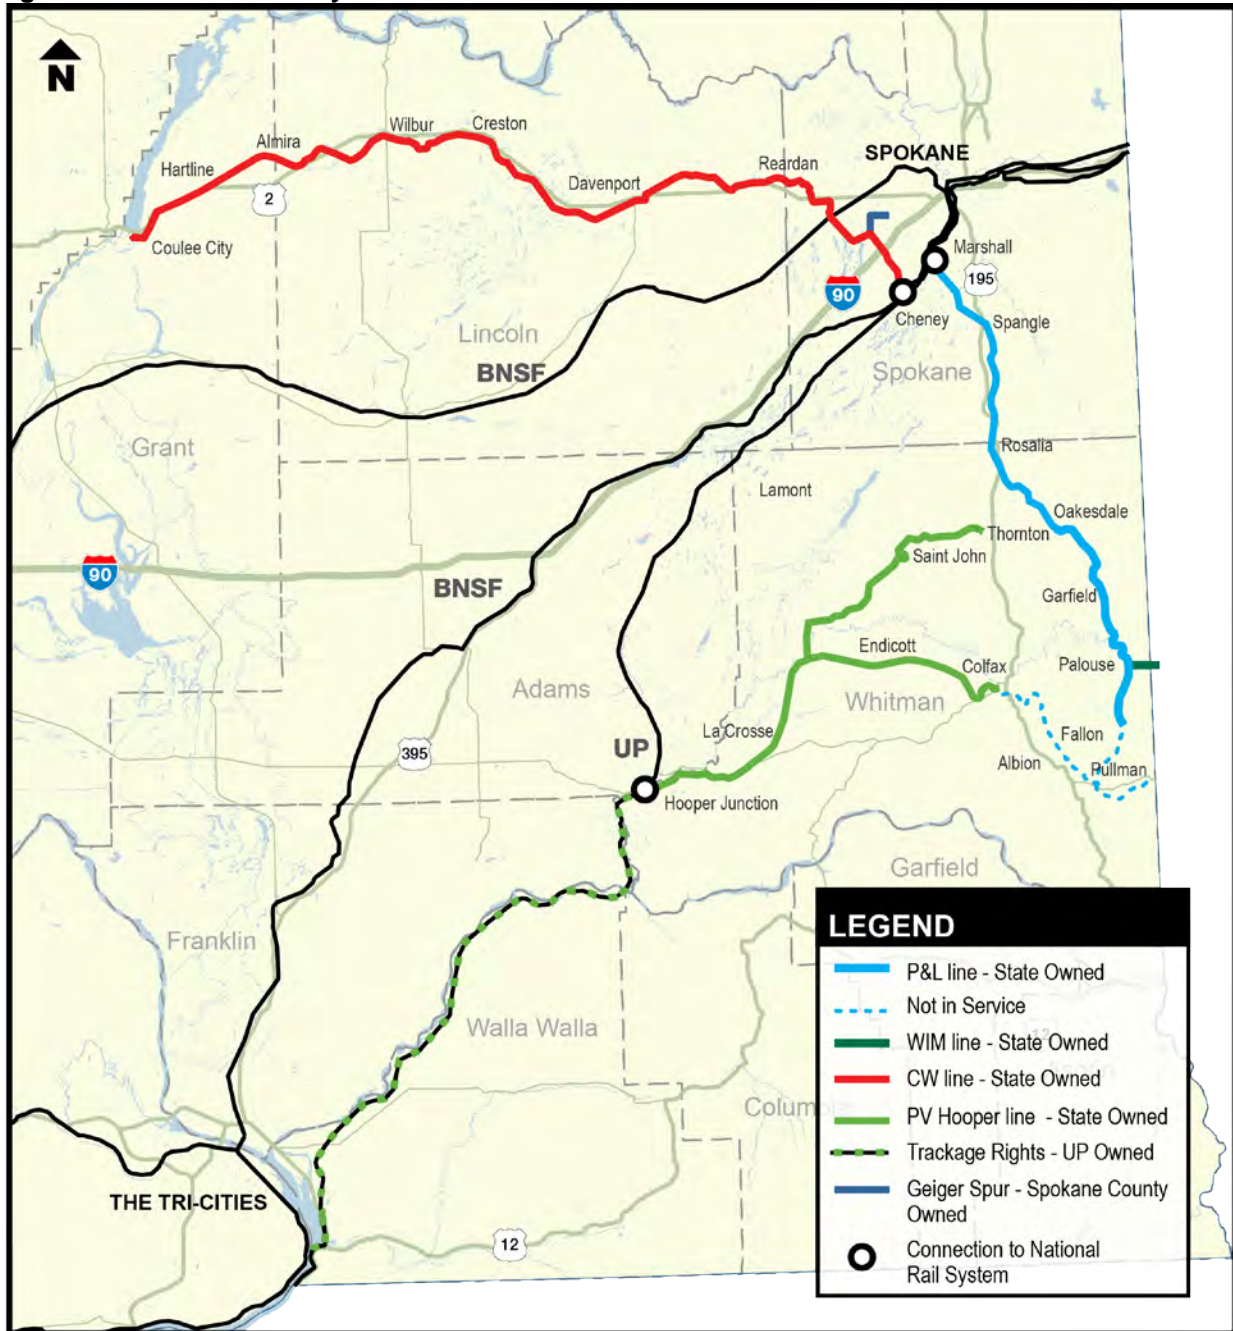 N
Wilbur
Creston
Almira
SPOKANE
Hartline
Reardan
Davenport
2
Coulee City
Marshall
195
90
Cheney
Spangle
Lincoln
BNSF
Spokane
Grant
Rosalia
Lamont
Oakesdale
Thornton
Saint John
90
BNSF
Garfield
Endicott
Colfax
Palouse
Adams
Whitman
La Crosse
Fallon
395
UP
Albion
Pullman
Hooper Junction
Garfield
Franklin
Walla Walla
Columbia
THE TRI-CITIES
12
LEGEND
P&L line - State Owned
Not in Service
WIM line - State Owned
CW line - State Owned
PV Hooper line - State Owned
Trackage Rights - UP Owned
Geiger Spur - Spokane County
Owned
Connection to National
Rail System